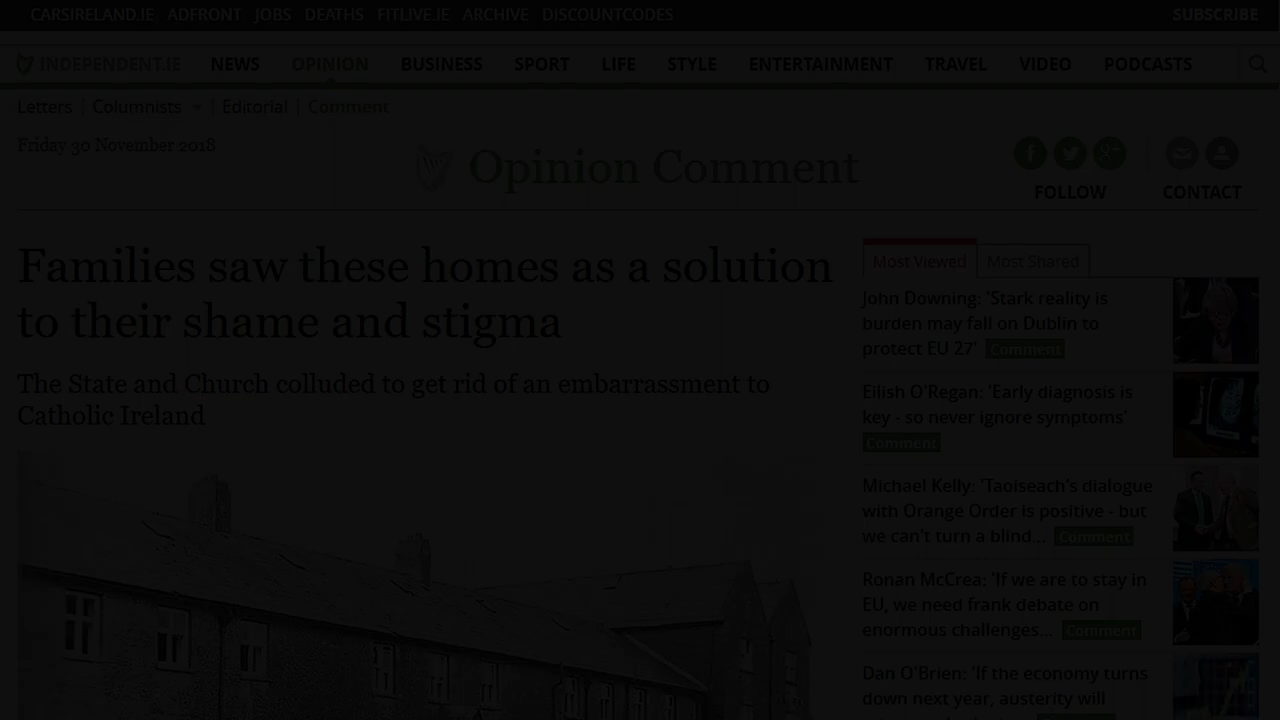 CARSIRELAND.IE ADFRONT JOBS DEATHS FITLIVE.IE ARCHIVE DISCOUNTCODES SUBSCRIBE
INDEPENDENT.IE NEWS OPINION BUSINESS SPORT LIFE STYLE ENTERTAINMENT TRAVEL VIDEO PODCASTS
Letters | Columnists | Editorial | Comment
Friday 30 November 2018
Opinion Comment
FOLLOW
CONTACT
Families saw these homes as a solution
to their shame and stigma
The State and Church colluded to get rid of an embarrassment to
Catholic Ireland
Most Viewed Most Shared
John Downing: 'Stark reality is
burden may fall on Dublin to
protect EU 27' Comment
Eilish O'Regan: 'Early diagnosis is
key - so never ignore symptoms'
Comment
Michael Kelly: 'Taoiseach's dialogue
with Orange Order is positive - but
we can't turn a blind... Comment
Ronan McCrea: 'If we are to stay in
EU, we need frank debate on
enormous challenges... Comment
Dan O'Brien: 'If the economy turns
down next year, austerity will